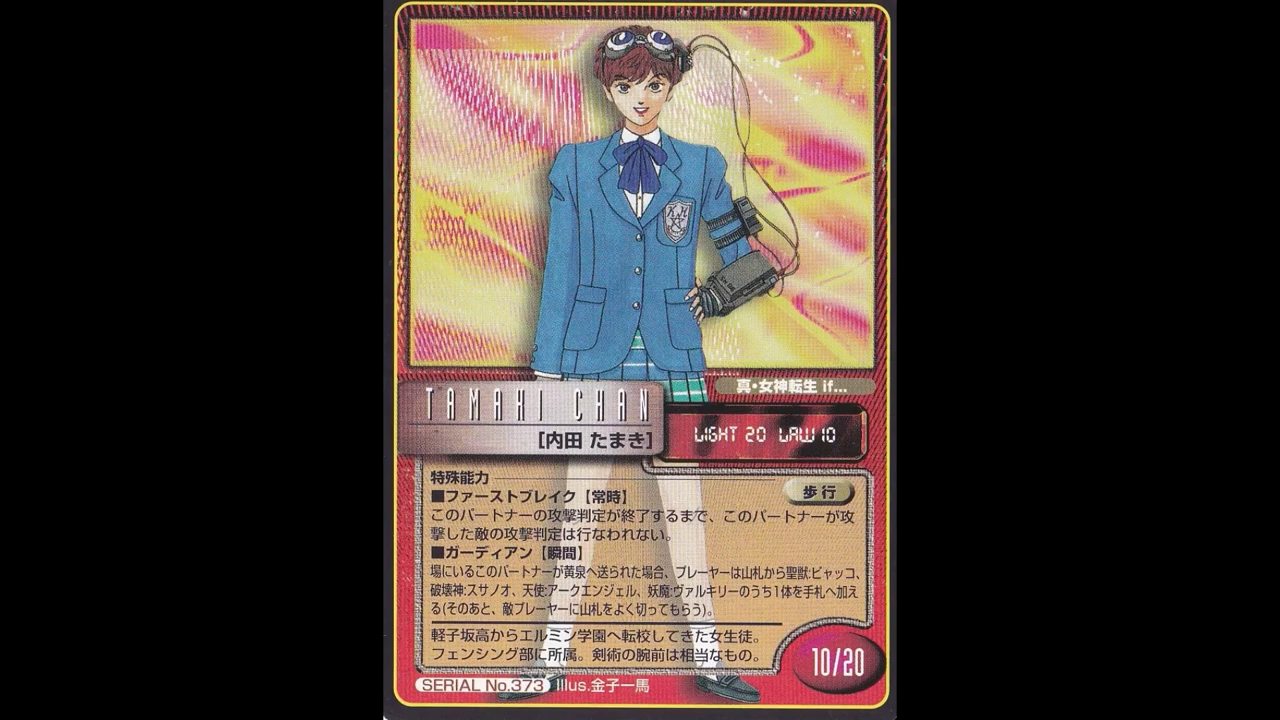 真・女神転生 if...
TAMAKI CHAN
[内田 たまき]
LIGHT 20 LAW 10
特殊能力
歩行
■ファーストブレイク【常時】
このパートナーの攻撃判定が終了するまで、このパートナーが攻
撃した敵の攻撃判定は行なわれない。
■ガーディアン【瞬間】
場にいるこのパートナーが黄泉へ送られた場合、プレーヤーは山札から聖獣:ビャッコ、
破壊神:スサノオ、天使:アークエンジェル、妖魔:ヴァルキリーのうち1体を手札へ加え
る(そのあと、敵プレーヤーに山札をよく切ってもらう)。
軽子坂高からエルミン学園へ転校してきた女生徒。
フェンシング部に所属。剣術の腕前は相当なもの。
10/20
SERIAL No.373 Illus.金子一馬